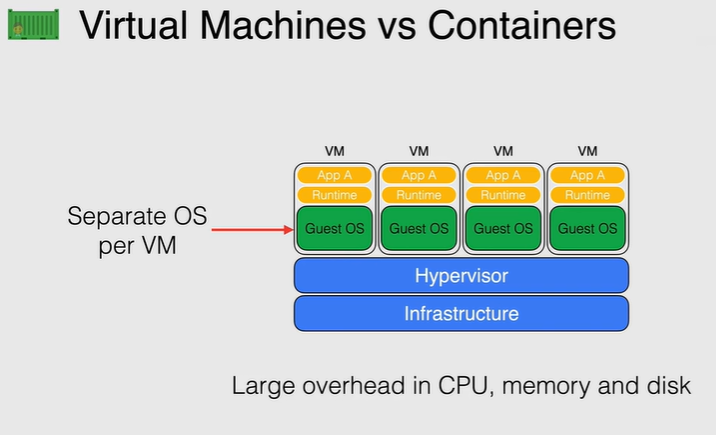 Virtual Machines vs Containers
VM VM VM VM
App A App A App A App A
Runtime Runtime Runtime Runtime
Separate OS
per VM
Guest OS Guest OS Guest OS Guest OS
Hypervisor
Infrastructure
Large overhead in CPU, memory and disk